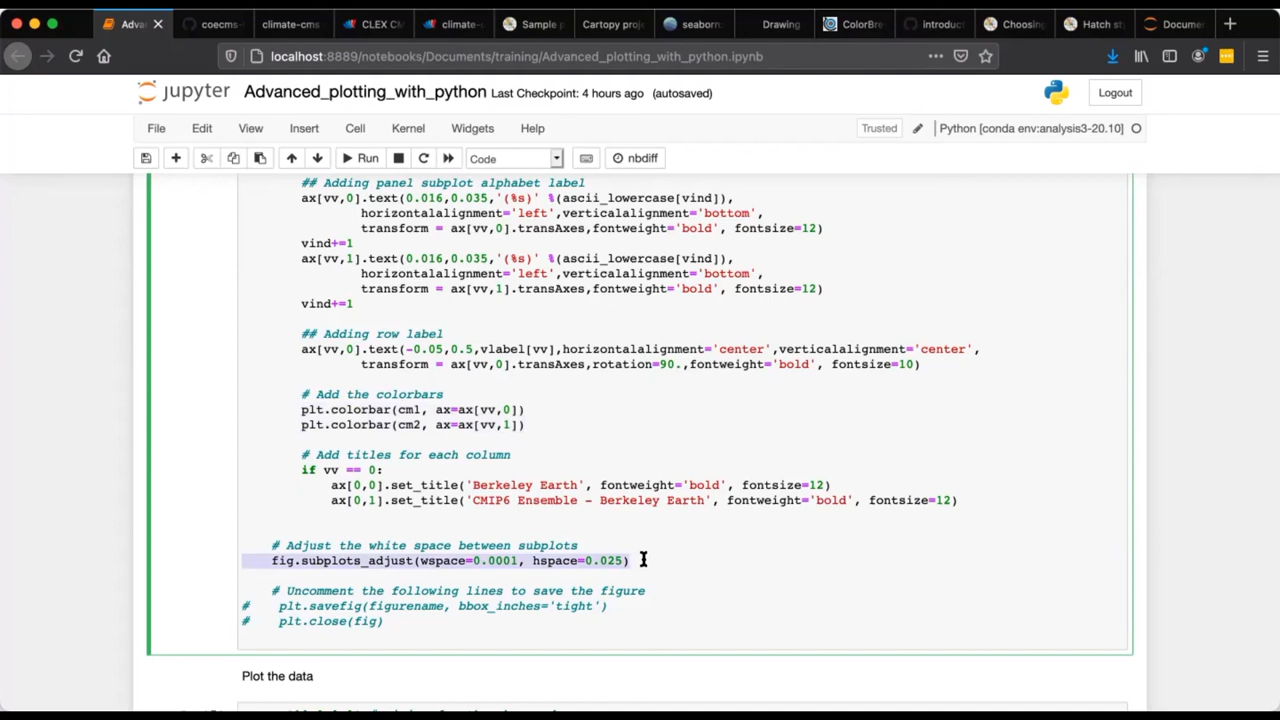 Adva
coecms-
climate-cms
CLEX CM
climate-
Sample p
Cartopy proj
seaborn
Drawing
ColorBre
introduct
Choosing
Hatch st
Docume
localhost:8889/notebooks/Documents/training/Advanced_plotting_with_python.ipynb
jupyter Advanced_plotting_with_python Last Checkpoint: 4 hours ago (autosaved)
Logout
File Edit View Insert Cell Kernel Widgets Help
Trusted Python [conda env:analysis3-20.10]
Run Code nbdiff
## Adding panel subplot alphabet label
ax[vv,0].text(0.016,0.035,'(%s)' %(ascii_lowercase[vind]),
horizontalalignment='left',verticalalignment='bottom',
transform = ax[vv,0].transAxes,fontweight='bold', fontsize=12)
vind+=1
ax[vv,1].text(0.016,0.035,'(%s)' %(ascii_lowercase[vind]),
horizontalalignment='left',verticalalignment='bottom',
transform = ax[vv,1].transAxes,fontweight='bold', fontsize=12)
vind+=1
## Adding row label
ax[vv,0].text(-0.05,0.5,vlabel[vv],horizontalalignment='center',verticalalignment='center',
transform = ax[vv,0].transAxes,rotation=90.,fontweight='bold', fontsize=10)
# Add the colorbars
plt.colorbar(cm1, ax=ax[vv,0])
plt.colorbar(cm2, ax=ax[vv,1])
# Add titles for each column
if vv == 0:
ax[0,0].set_title('Berkeley Earth', fontweight='bold', fontsize=12)
ax[0,1].set_title('CMIP6 Ensemble - Berkeley Earth', fontweight='bold', fontsize=12)
# Adjust the white space between subplots
fig.subplots_adjust(wspace=0.0001, hspace=0.025)
# Uncomment the following lines to save the figure
# plt.savefig(figurename, bbox_inches='tight')
# plt.close(fig)
Plot the data